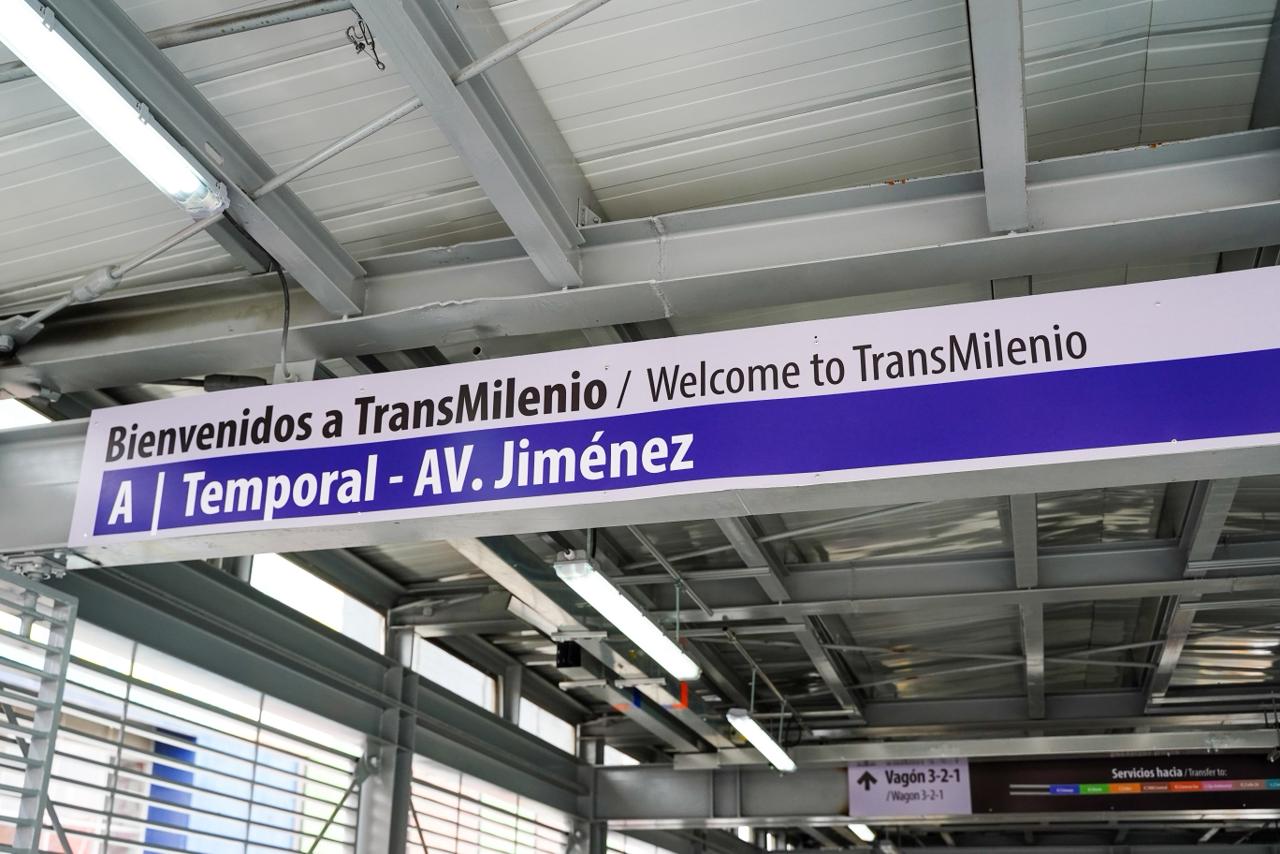 Bienvenidos a TransMilenio / Welcome to TransMilenio
A | Temporal - AV. Jiménez
Vagón 3-2-1
/ Wagon 3-2-1
Servicios hacia / Transfer to: